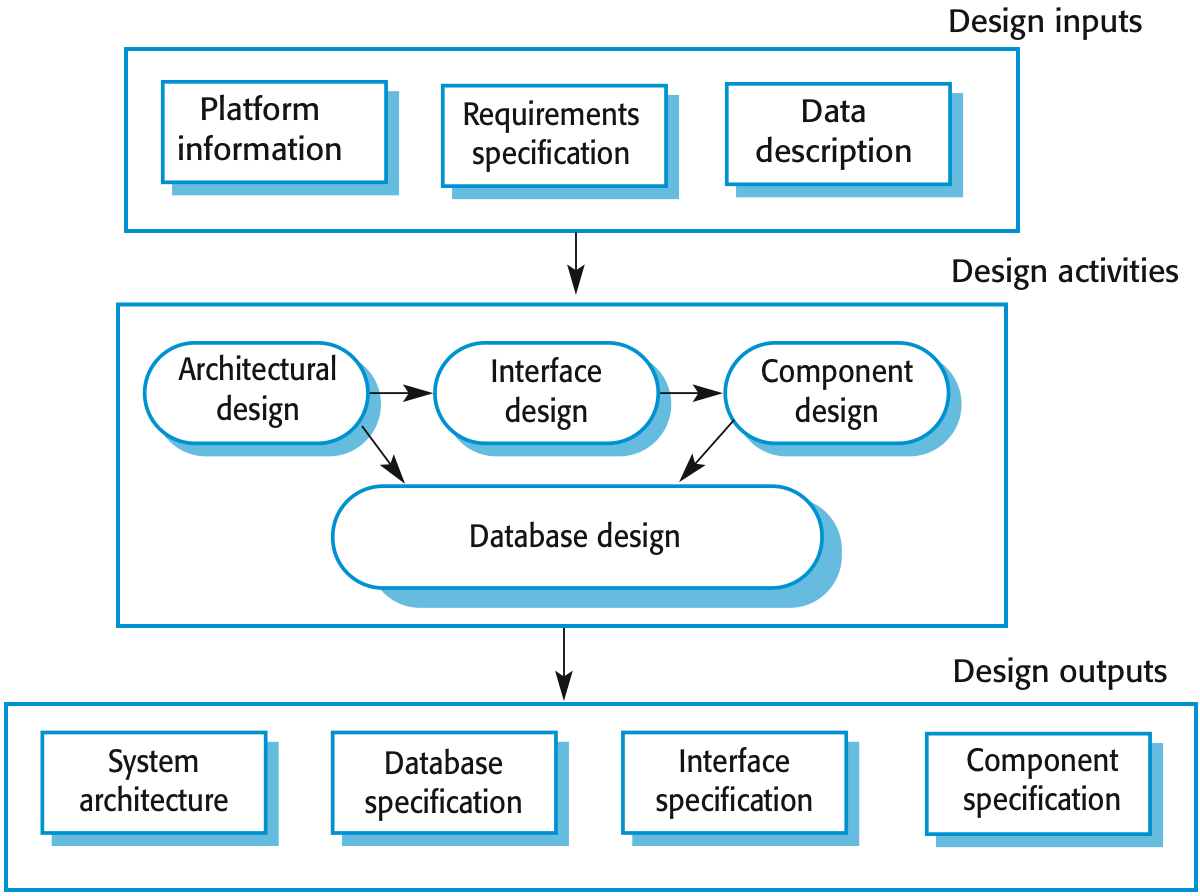 Design inputs
Platform
information
Requirements
specification
Data
description
Design activities
Architectural
design
Interface
design
Component
design
Database design
Design outputs
System
architecture
Database
specification
Interface
specification
Component
specification